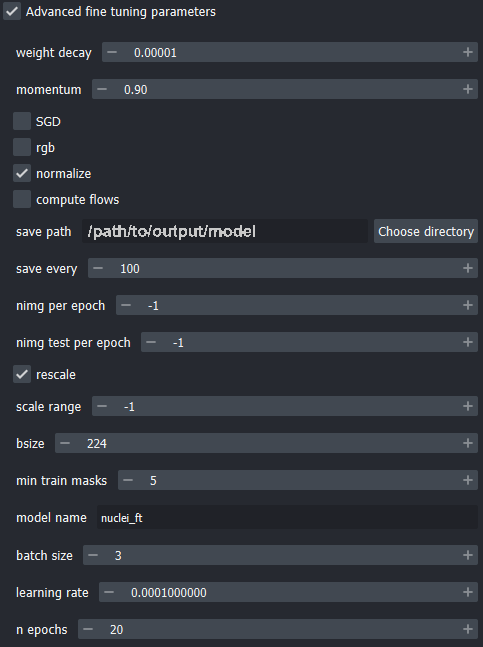 Advanced fine tuning parameters
weight decay 0.00001
momentum 0.90
SGD
rgb
normalize
compute flows
save path /path/to/output/model Choose directory
save every 100
nimg per epoch -1
nimg test per epoch -1
rescale
scale range -1
bsize 224
min train masks 5
model name nuclei_ft
batch size 3
learning rate 0.0001000000
n epochs 20